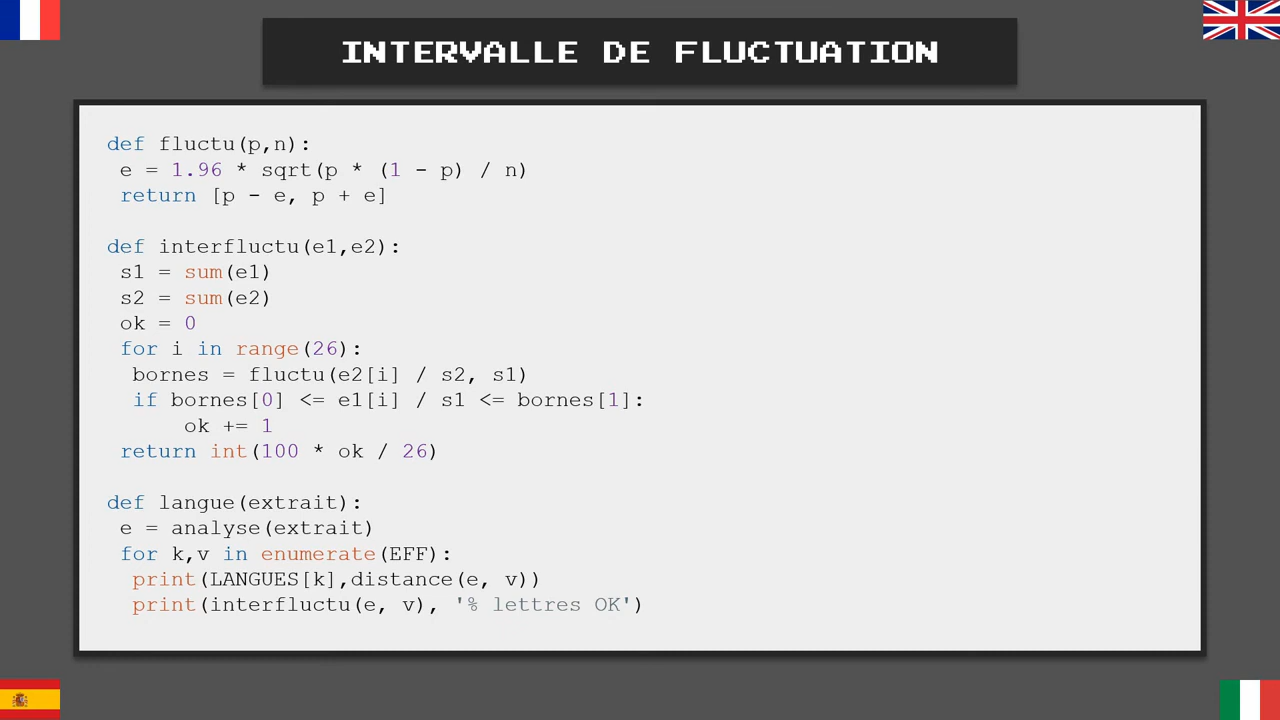 INTERVALLE DE FLUCTUATION
def fluctu(p,n):
 e = 1.96 * sqrt(p * (1 - p) / n)
 return [p - e, p + e]

def interfluctu(e1,e2):
 s1 = sum(e1)
 s2 = sum(e2)
 ok = 0
 for i in range(26):
  bornes = fluctu(e2[i] / s2, s1)
  if bornes[0] <= e1[i] / s1 <= bornes[1]:
      ok += 1
 return int(100 * ok / 26)

def langue(extrait):
 e = analyse(extrait)
 for k,v in enumerate(EFF):
  print(LANGUES[k],distance(e, v))
  print(interfluctu(e, v), '% lettres OK')